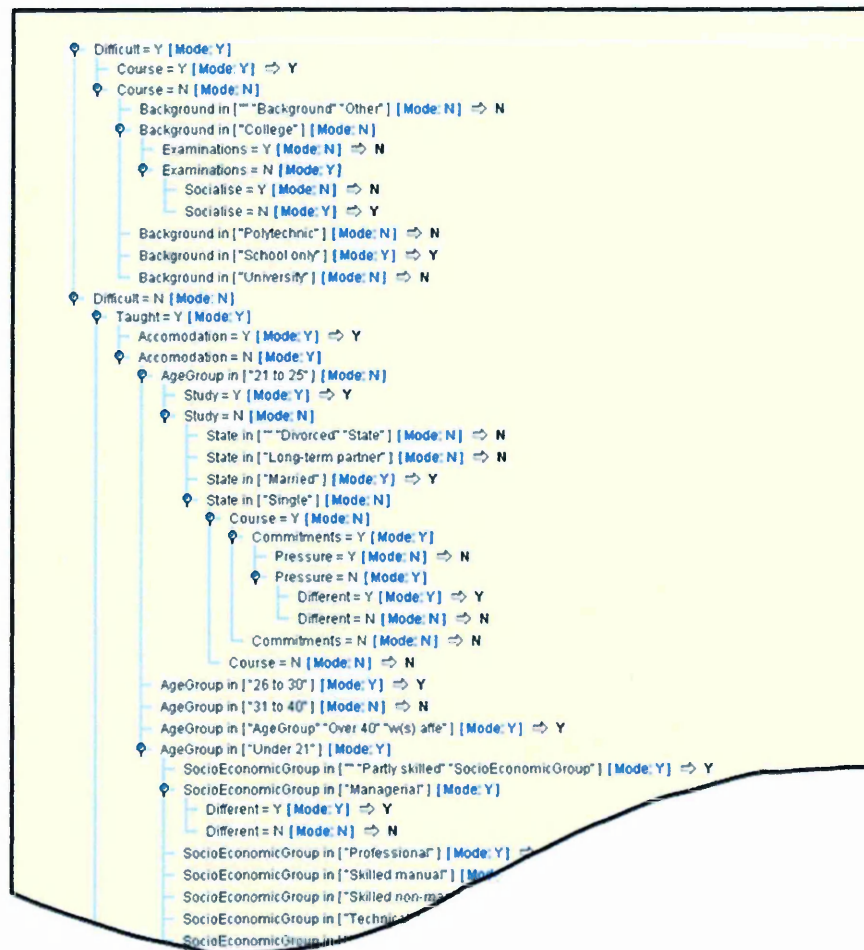 Difficult = Y [Mode: Y]
Course = Y [Mode: Y] ⇨ Y
Course = N [Mode: N]
Background in ["" "Background" "Other"] [Mode: N] ⇨ N
Background in ["College"] [Mode: N]
Examinations = Y [Mode: N] ⇨ N
Examinations = N [Mode: Y]
Socialise = Y [Mode: N] ⇨ N
Socialise = N [Mode: Y] ⇨ Y
Background in ["Polytechnic"] [Mode: N] ⇨ N
Background in ["School only"] [Mode: Y] ⇨ Y
Background in ["University"] [Mode: N] ⇨ N
Difficult = N [Mode: N]
Taught = Y [Mode: Y]
Accomodation = Y [Mode: Y] ⇨ Y
Accomodation = N [Mode: Y]
AgeGroup in ["21 to 25"] [Mode: N]
Study = Y [Mode: Y] ⇨ Y
Study = N [Mode: N]
State in ["" "Divorced" "State"] [Mode: N] ⇨ N
State in ["Long-term partner"] [Mode: N] ⇨ N
State in ["Married"] [Mode: Y] ⇨ Y
State in ["Single"] [Mode: N]
Course = Y [Mode: N]
Commitments = Y [Mode: Y]
Pressure = Y [Mode: N] ⇨ N
Pressure = N [Mode: Y]
Different = Y [Mode: Y] ⇨ Y
Different = N [Mode: N] ⇨ N
Commitments = N [Mode: N] ⇨ N
Course = N [Mode: N] ⇨ N
AgeGroup in ["26 to 30"] [Mode: Y] ⇨ Y
AgeGroup in ["31 to 40"] [Mode: N] ⇨ N
AgeGroup in ["AgeGroup" "Over 40" "w(s) affe"] [Mode: Y] ⇨ Y
AgeGroup in ["Under 21"] [Mode: Y]
SocioEconomicGroup in ["" "Partly skilled" "SocioEconomicGroup"] [Mode: Y] ⇨ Y
SocioEconomicGroup in ["Managerial"] [Mode: Y]
Different = Y [Mode: Y] ⇨ Y
Different = N [Mode: N] ⇨ N
SocioEconomicGroup in ["Professional"] [Mode: Y] ⇨
SocioEconomicGroup in ["Skilled manual"]
SocioEconomicGroup in ["Skilled
SocioEconomicGroup in
SocioEconomicGroup